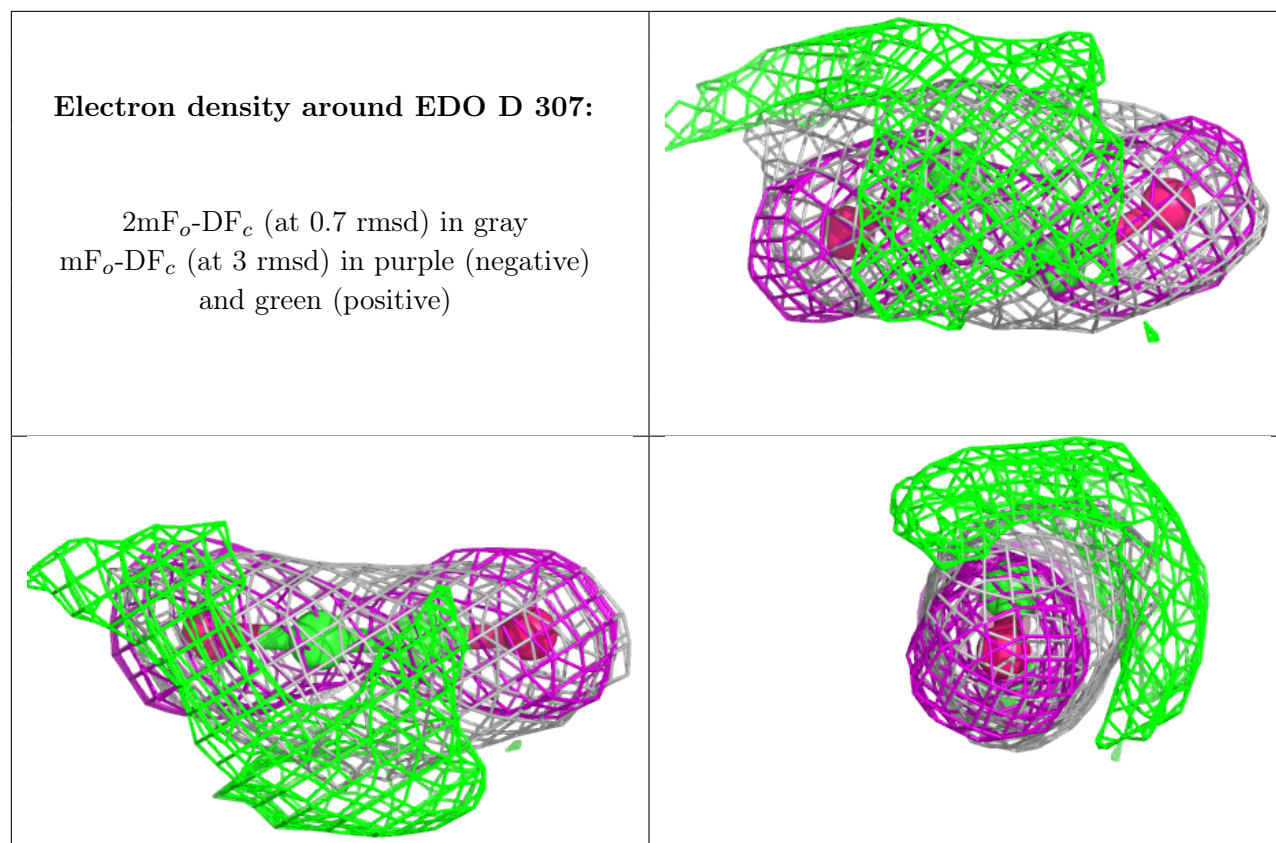 Electron density around EDO D 307:
2mFo-DFc (at 0.7 rmsd) in gray
mFo-DFc (at 3 rmsd) in purple (negative)
and green (positive)